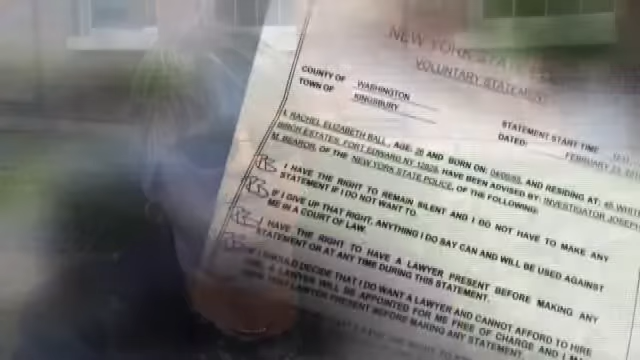 NEW YORK STATE
VOLUNTARY STATEMENT
COUNTY OF WASHINGTON
TOWN OF KINGSBURY
STATEMENT START TIME
DATED: FEBRUARY 23,
I, RACHEL ELIZABETH BALL, AGE: 26 AND BORN ON: AND RESIDING AT:
BIRCH ESTATES, FORT EDWARD NY 12828, HAVE BEEN ADVISED BY: INVESTIGATOR JOSEPH
M. BEAROR, OF THE NEW YORK STATE POLICE, OF THE FOLLOWING:
I HAVE THE RIGHT TO REMAIN SILENT AND I DO NOT HAVE TO MAKE ANY
STATEMENT IF I DO NOT WANT TO.
IF I GIVE UP THAT RIGHT, ANYTHING I DO SAY CAN AND WILL BE USED AGAINST
ME IN A COURT OF LAW.
I HAVE THE RIGHT TO HAVE A LAWYER PRESENT BEFORE MAKING ANY
STATEMENT OR AT ANY TIME DURING THIS STATEMENT.
IF I SHOULD DECIDE THAT I DO WANT A LAWYER AND CANNOT AFFORD TO HIRE
A LAWYER WILL BE APPOINTED FOR ME FREE OF CHARGE AND I
THAT LAWYER PRESENT BEFORE MAKING ANY STATEMENT